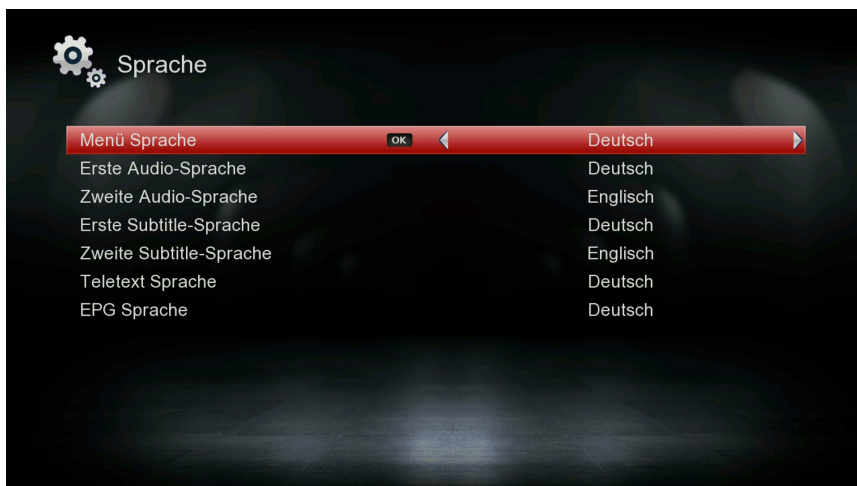 Sprache
Menü Sprache OK Deutsch
Erste Audio-Sprache Deutsch
Zweite Audio-Sprache Englisch
Erste Subtitle-Sprache Deutsch
Zweite Subtitle-Sprache Englisch
Teletext Sprache Deutsch
EPG Sprache Deutsch